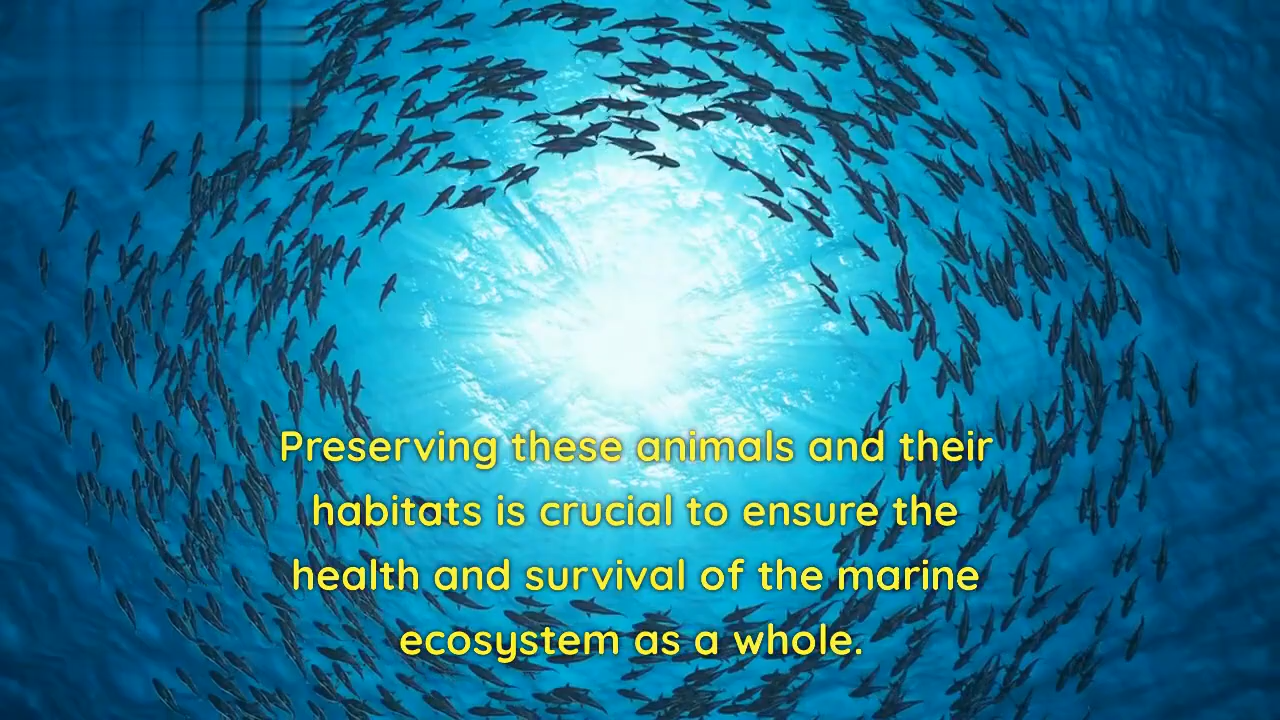 Preserving these animals and their
habitats is crucial to ensure the
health and survival of the marine
ecosystem as a whole.